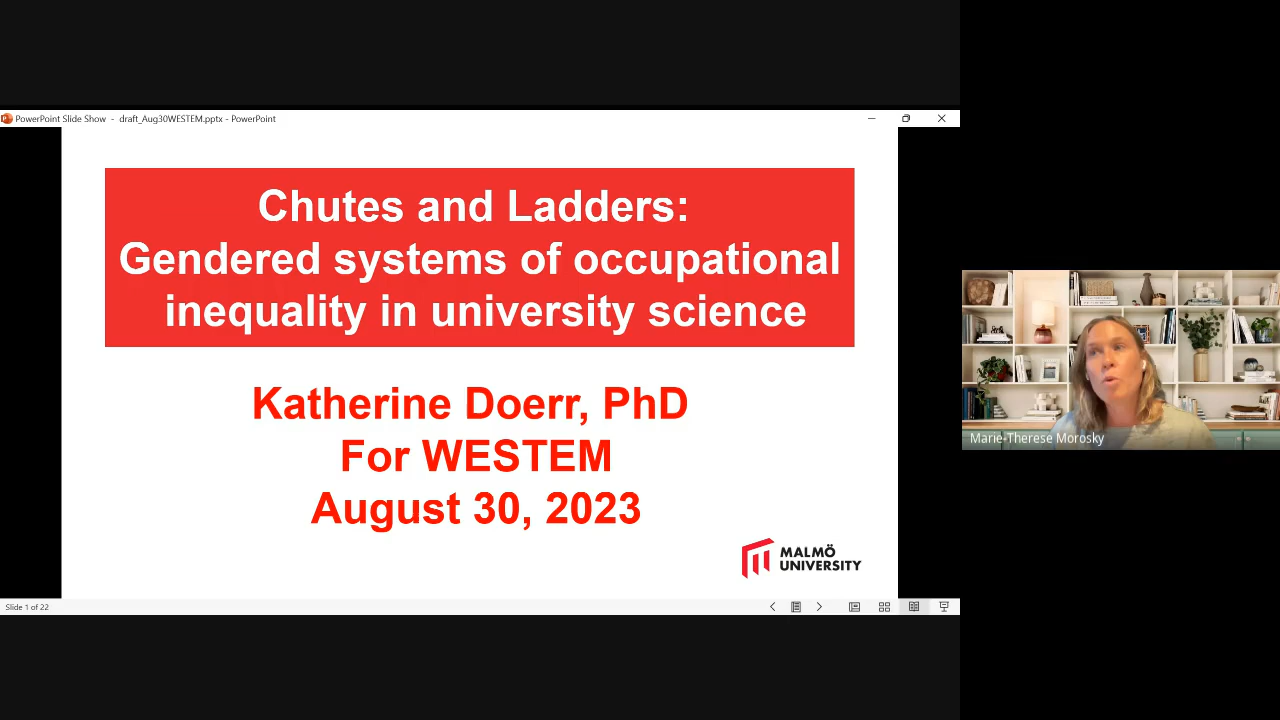 PowerPoint Slide Show - draft_Aug30WESTEM.pptx - PowerPoint
Chutes and Ladders:
Gendered systems of occupational
inequality in university science
Katherine Doerr, PhD
For WESTEM
August 30, 2023
MALMÖ
UNIVERSITY
Marie-Therese Morosky
Slide 1 of 22